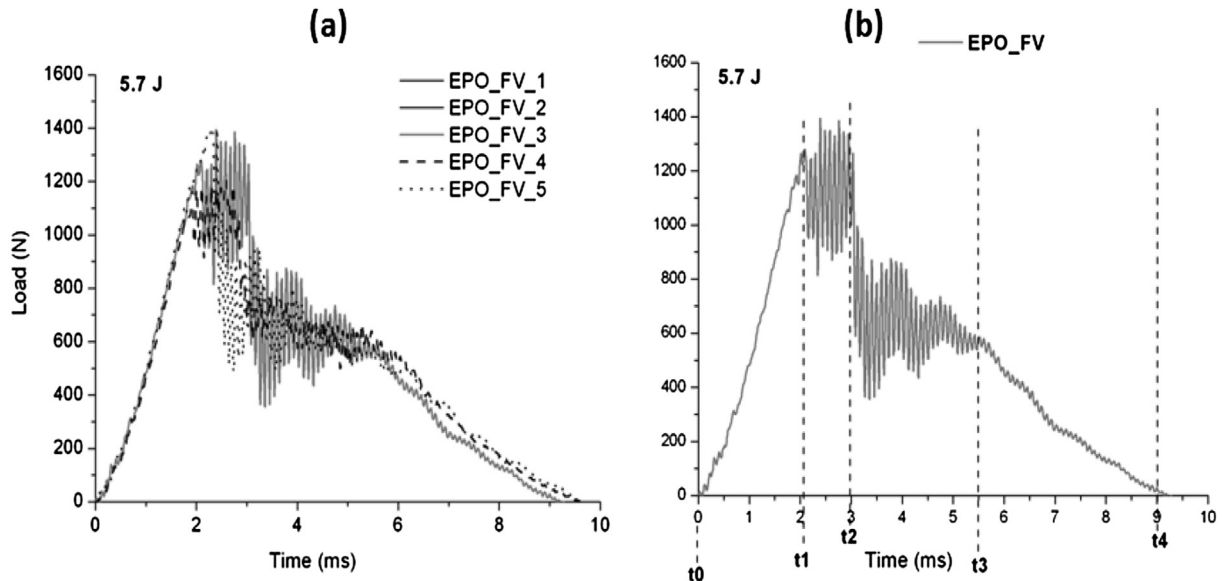 (a)
5.7 J
EPO_FV_1
EPO_FV_2
EPO_FV_3
EPO_FV_4
EPO_FV_5
1600
1400
1200
1000
800
600
400
200
0
Load (N)
0 2 4 6 8 10
Time (ms)
(b)
EPO_FV
5.7 J
1600
1400
1200
1000
800
600
400
200
0
0 1 2 3 4 5 6 7 8 9 10
t0 t1 t2 t3 t4
Time (ms)